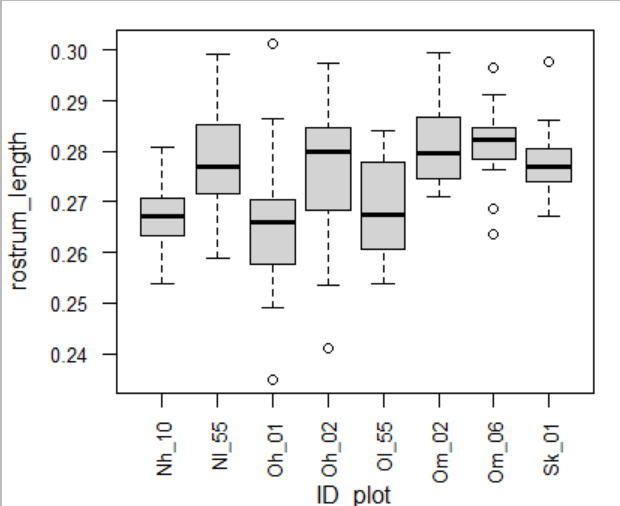 rostrum_length
0.30
0.29
0.28
0.27
0.26
0.25
0.24
Nh_10
Nl_55
Oh_01
Oh_02
Ol_55
Om_02
Om_06
Sk_01
ID_plot